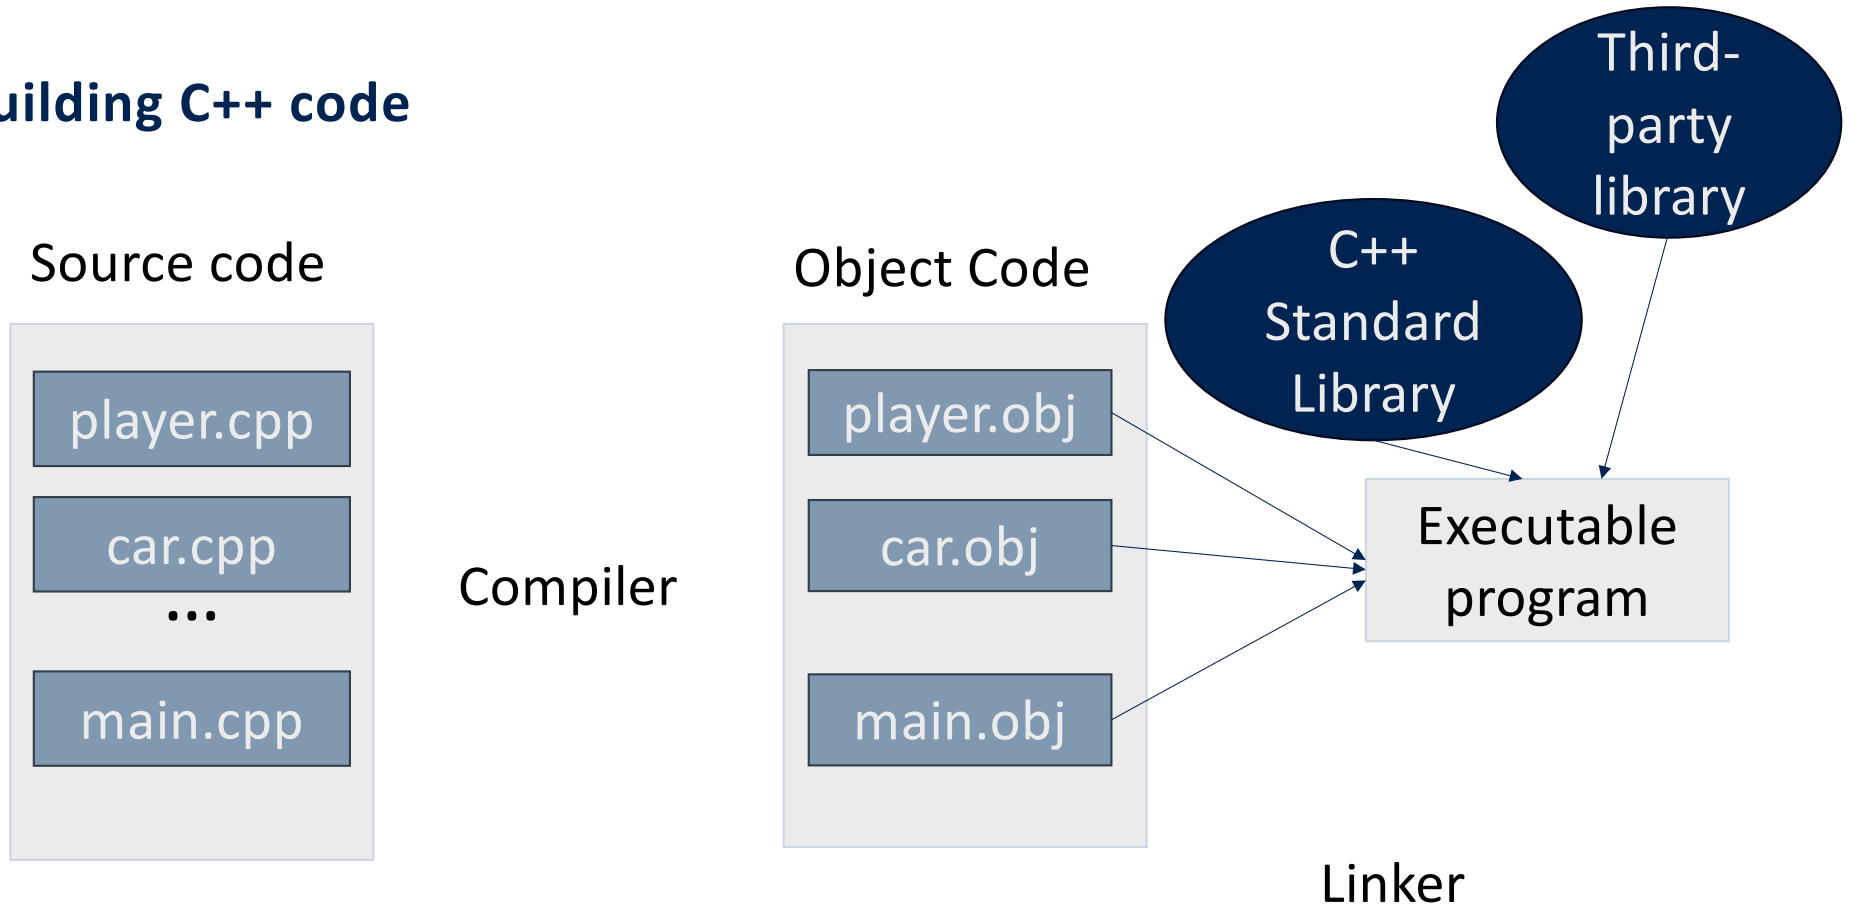 uilding C++ code
Source code
player.cpp
car.cpp
...
main.cpp
Compiler
Object Code
player.obj
car.obj
main.obj
C++
Standard
Library
Third-
party
library
Executable
program
Linker